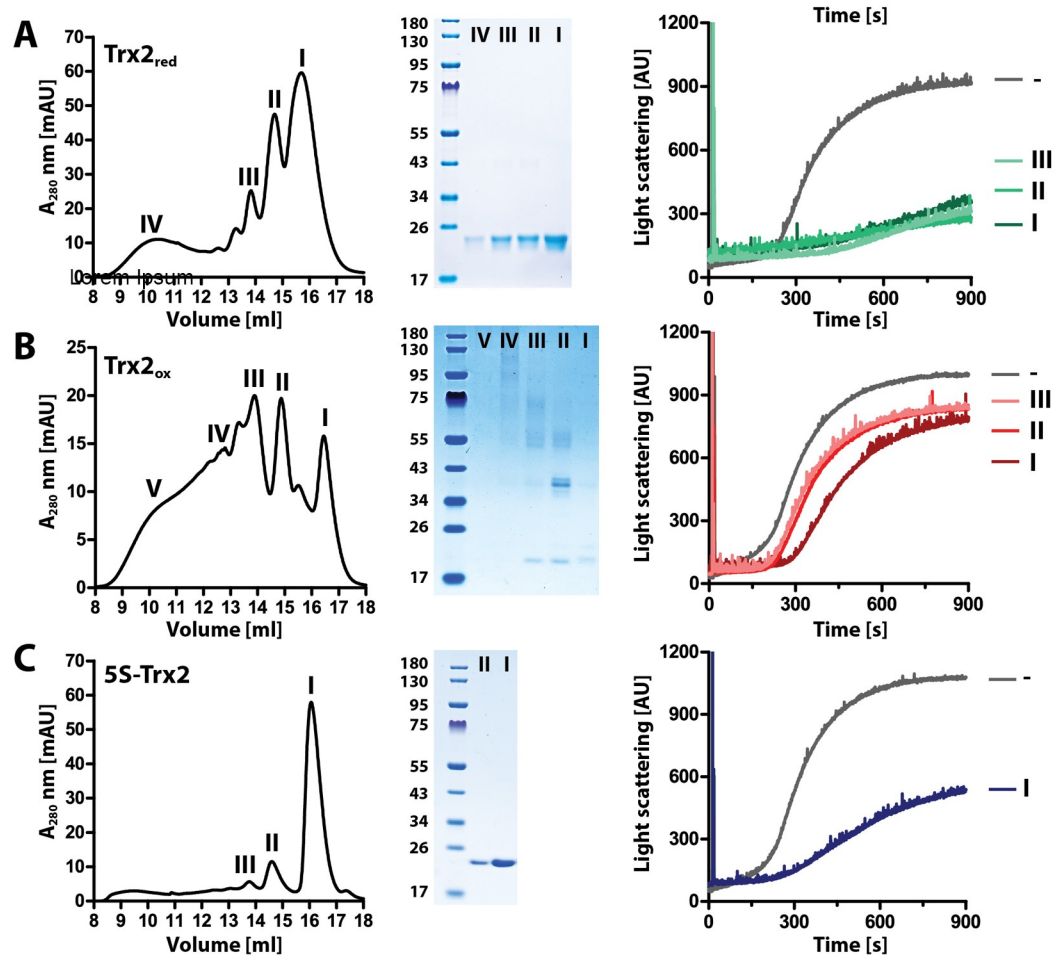 Time [s]
A
Trx2red
70
60
50
40
30
20
10
0
A280 nm [mAU]
I
II
III
IV
Lorem Ipsum
8 9 10 11 12 13 14 15 16 17 18
Volume [ml]
180
130
95
75
55
43
34
26
17
IV III II I
1200
900
600
300
0
Light scattering [AU]
0 300 600 900
Time [s]
-
III
II
I
B
Trx2ox
25
20
15
10
5
0
A280 nm [mAU]
V
IV
III
II
I
8 9 10 11 12 13 14 15 16 17 18
Volume [ml]
180
130
95
75
55
43
34
26
17
V IV III II I
1200
900
600
300
0
Light scattering [AU]
0 300 600 900
Time [s]
-
III
II
I
C
5S-Trx2
70
60
50
40
30
20
10
0
A280 nm [mAU]
III
II
I
8 9 10 11 12 13 14 15 16 17 18
Volume [ml]
180
130
95
75
55
43
34
26
17
II I
1200
900
600
300
0
Light scattering [AU]
0 300 600 900
Time [s]
-
I